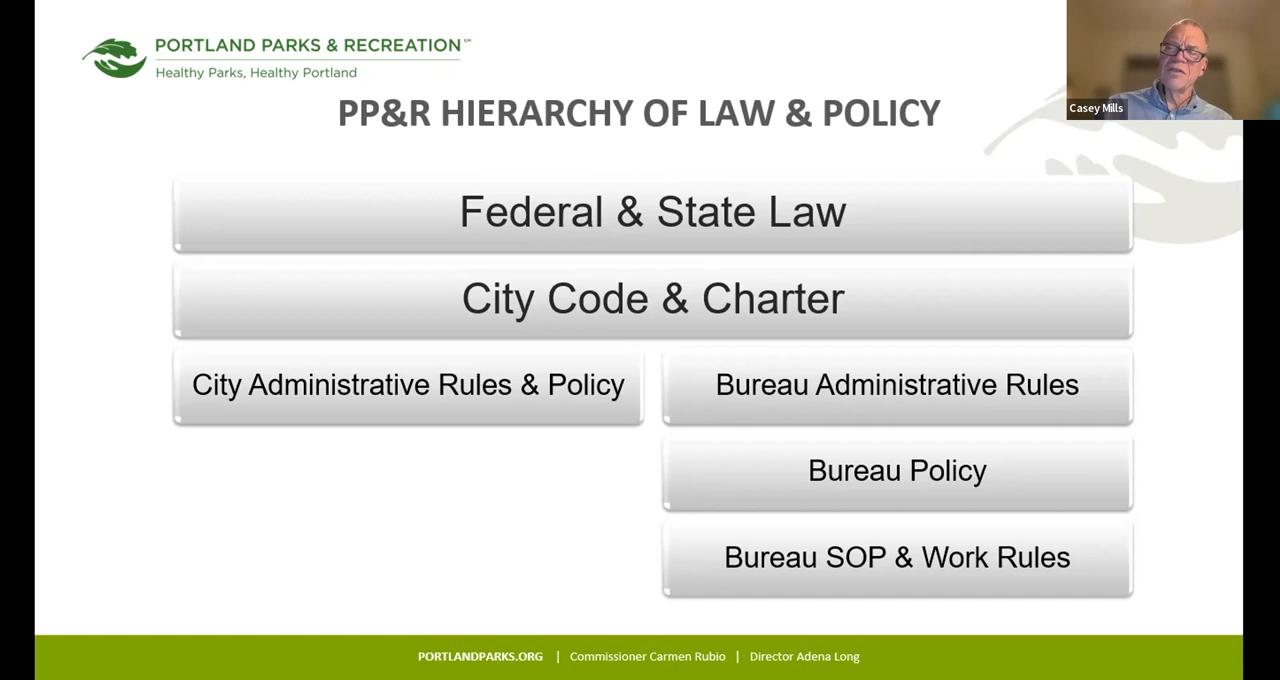 PORTLAND PARKS & RECREATION℠
Healthy Parks, Healthy Portland
Casey Mills
PP&R HIERARCHY OF LAW & POLICY
Federal & State Law
City Code & Charter
City Administrative Rules & Policy
Bureau Administrative Rules
Bureau Policy
Bureau SOP & Work Rules
PORTLANDPARKS.ORG | Commissioner Carmen Rubio | Director Adena Long